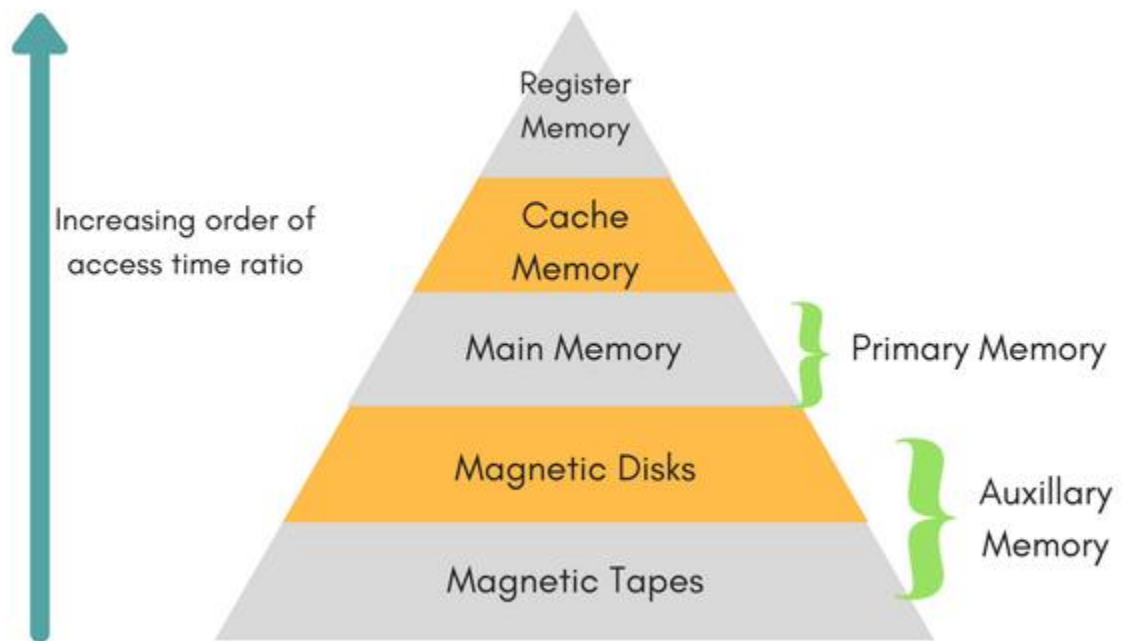 Register
Memory
Increasing order of
access time ratio
Cache
Memory
Main Memory
Primary Memory
Magnetic Disks
Auxillary
Memory
Magnetic Tapes